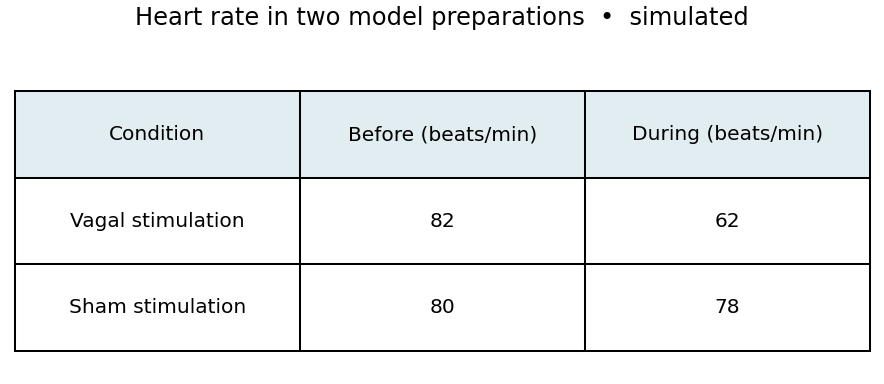 Heart rate in two model preparations • simulated
Condition Before (beats/min) During (beats/min)
Vagal stimulation 82 62
Sham stimulation 80 78